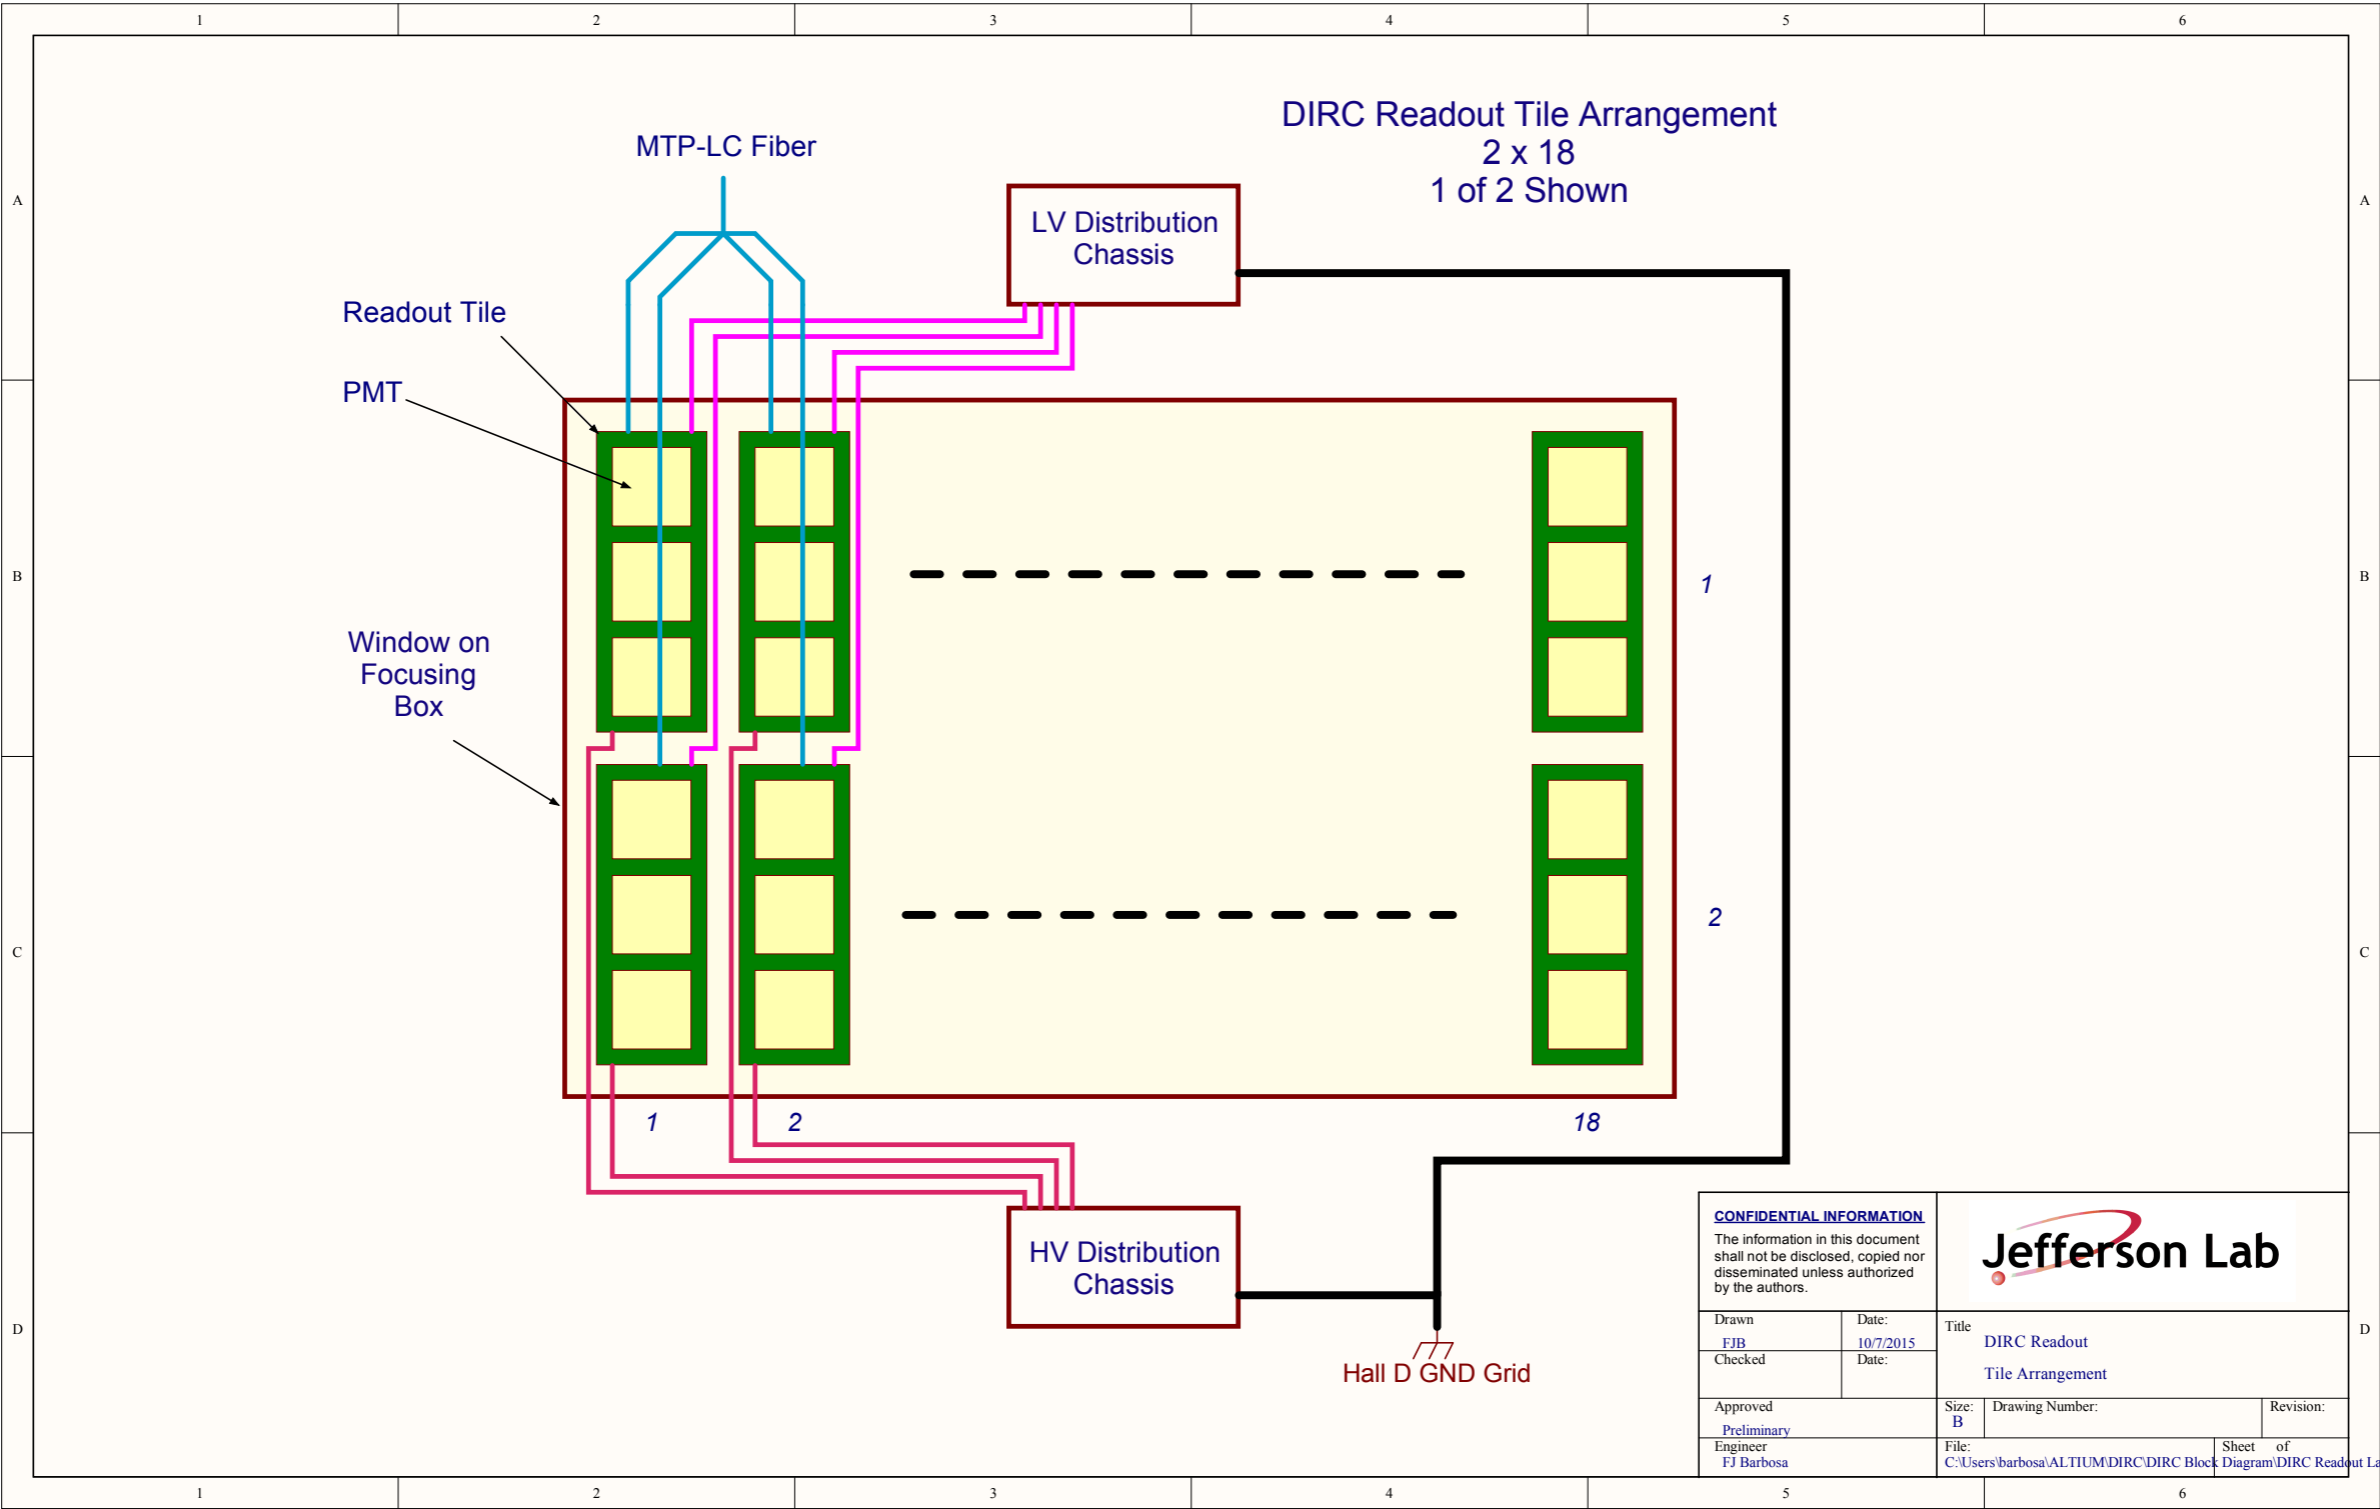 1 2 3 4 5 6
DIRC Readout Tile Arrangement
2 x 18
1 of 2 Shown
MTP-LC Fiber
A
A
LV Distribution
Chassis
Readout Tile
PMT
B
1
B
Window on
Focusing
Box
2
C
C
1 2 18
HV Distribution
Chassis
Hall D GND Grid
D
D
CONFIDENTIAL INFORMATION
The information in this document
shall not be disclosed, copied nor
disseminated unless authorized
by the authors.
Jefferson Lab
Drawn
FJB
Date:
10/7/2015
Checked
Date:
Title
DIRC Readout
Tile Arrangement
Approved
Preliminary
Size:
B
Drawing Number:
Revision:
Engineer
FJ Barbosa
File:
Sheet of
C:\Users\barbosa\ALTIUM\DIRC\DIRC Block Diagram\DIRC Readout La
1 2 3 4 5 6